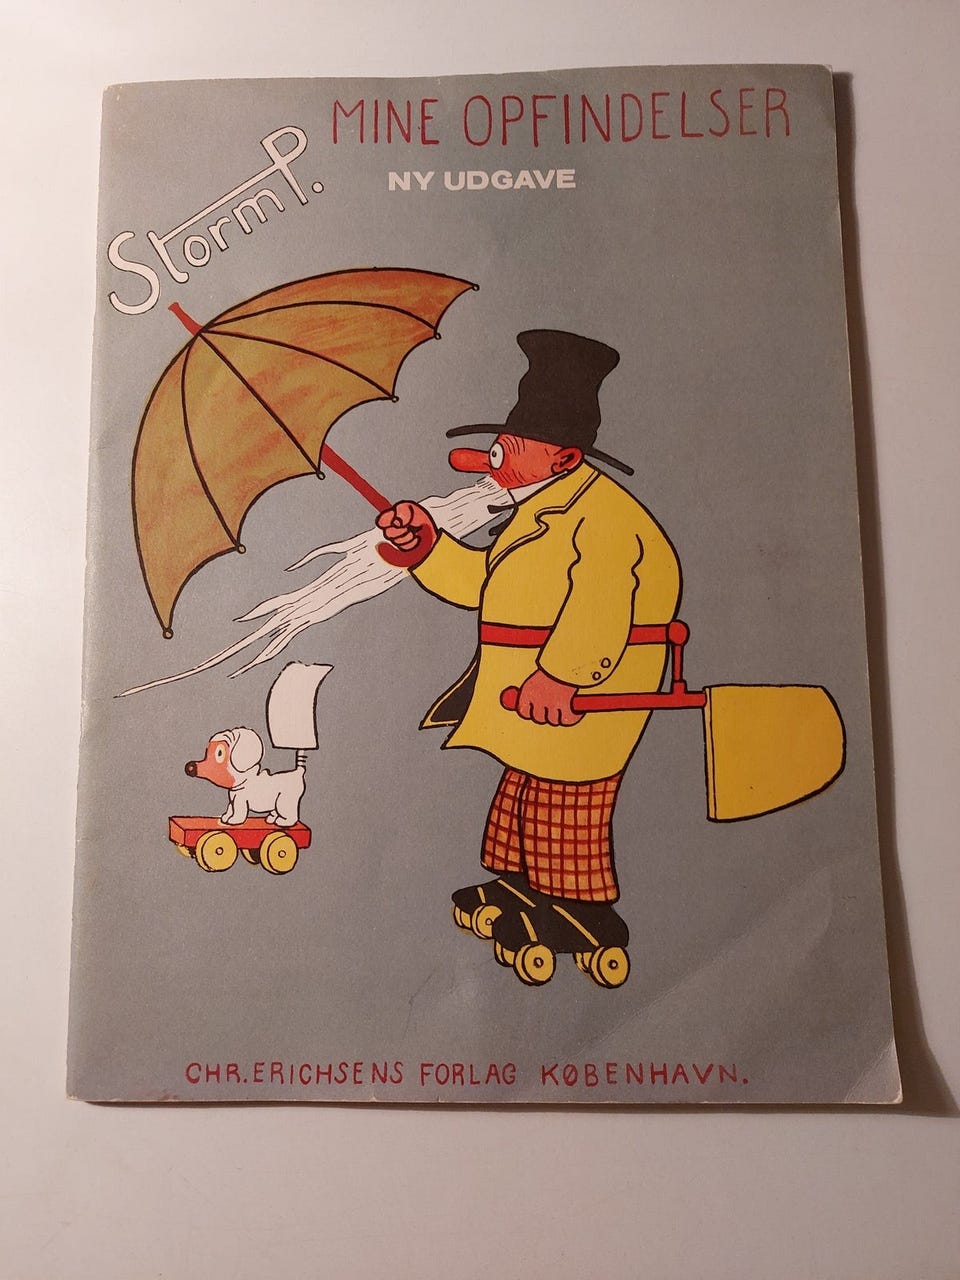 MINE OPFINDELSER
NY UDGAVE
Storm P.
CHR. ERICHSENS FORLAG KØBENHAVN.